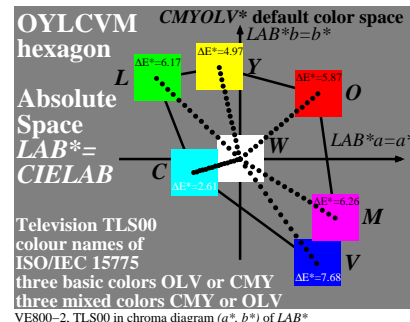 OYLCVM
hexagon
CMYOLV* default color space
LAB*b=b*
ΔE*=6.17
ΔE*=4.97
L
Y
ΔE*=5.87
O
Absolute
Space
LAB*=
CIELAB
LAB*a=a*
W
C
ΔE*=2.61
ΔE*=6.26
M
ΔE*=7.68
V
Television TLS00
colour names of
ISO/IEC 15775
three basic colors OLV or CMY
three mixed colors CMY or OLV
VE800−2, TLS00 in chroma diagram (a*, b*) of LAB*